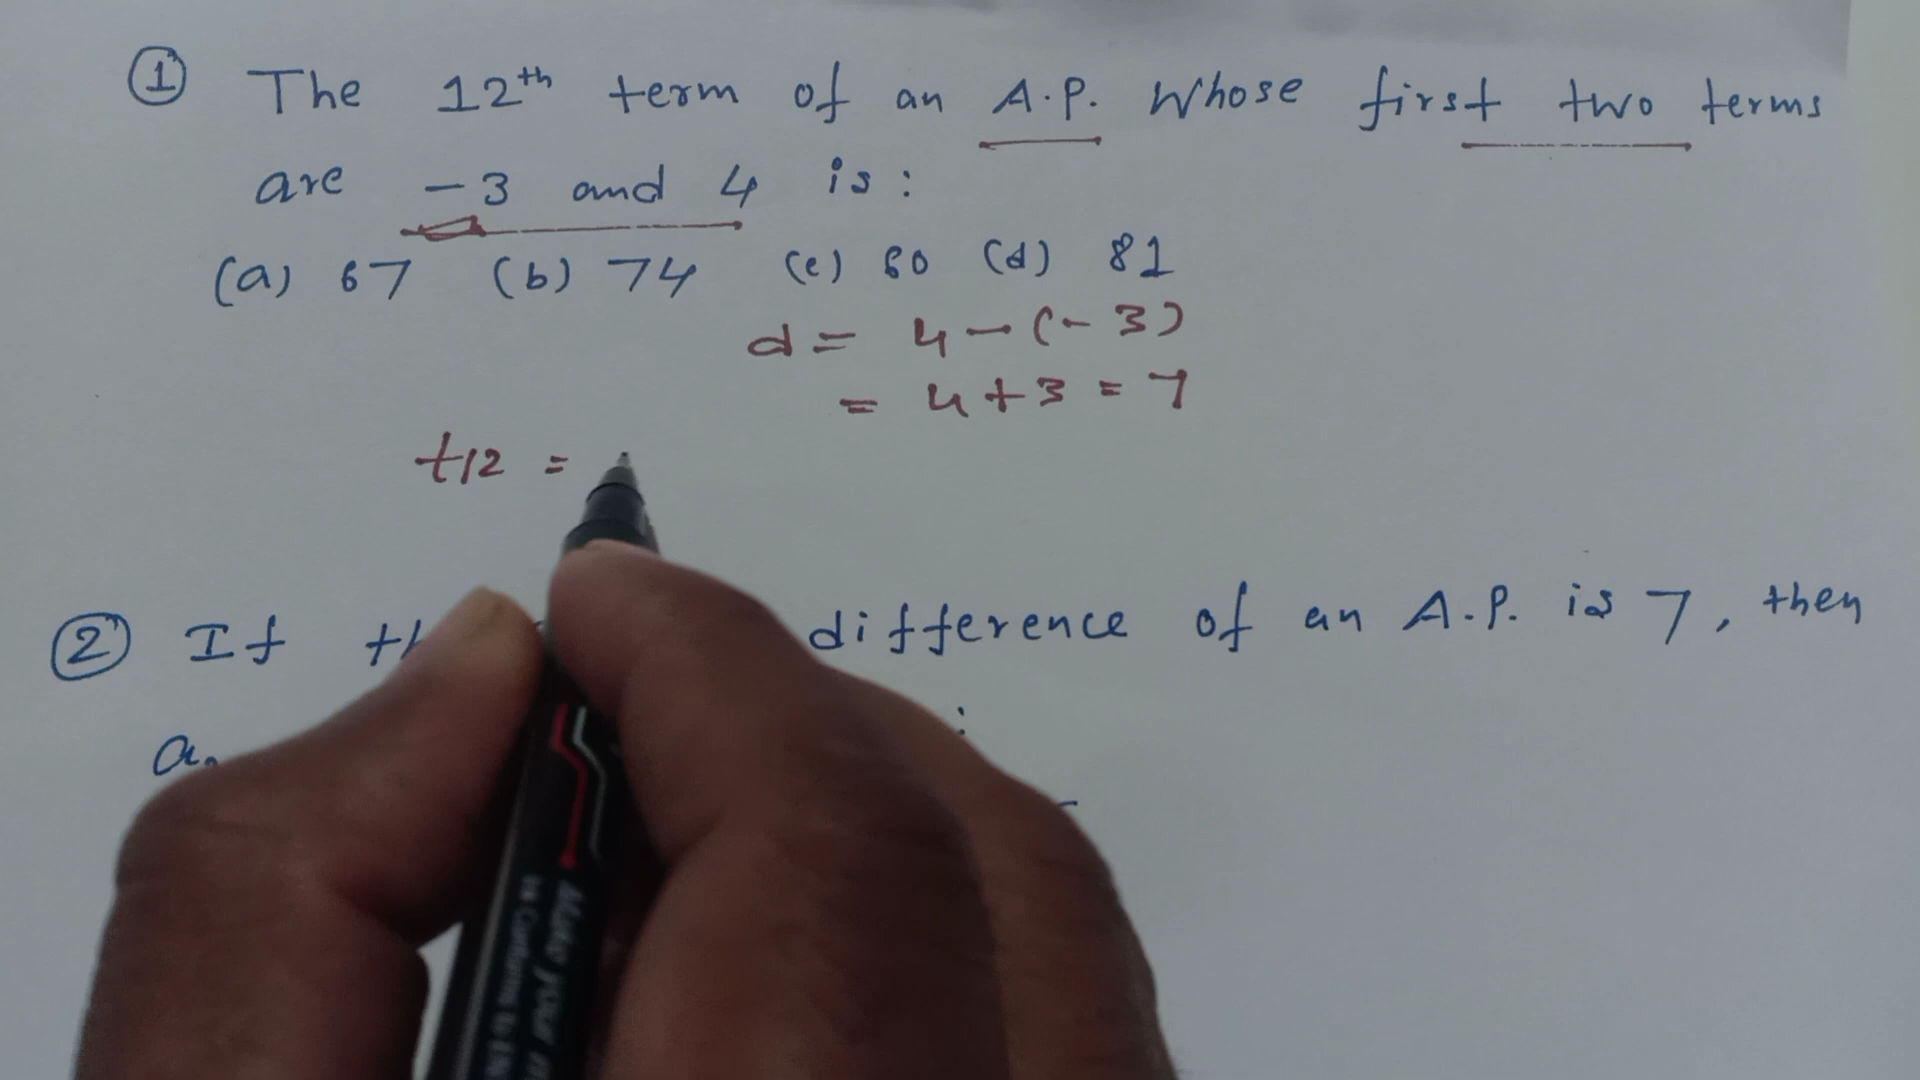 ① The 12th term of an A.P. whose first two terms
are -3 and 4 is:
(a) 67 (b) 74 (c) 80 (d) 81
d = 4 - (-3)
= 4 + 3 = 7
t12 =
② If difference of an A.P. is 7, then